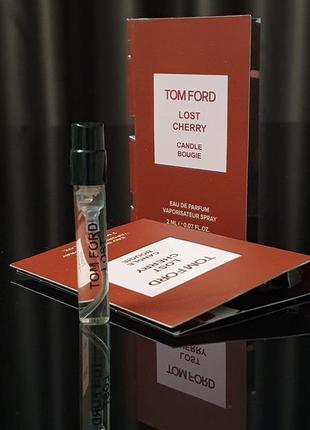 TOM FORD
LOST
CHERRY
CANDLE
BOUGIE
EAU DE PARFUM
VAPORISATEUR SPRAY
2 ML / 0.07 FL.OZ.
TOM FORD
LOST
CHERRY
CANDLE
BOUGIE
TOM FORD
LOST